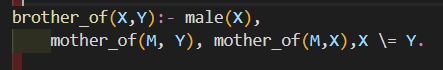 brother_of(X,Y):- male(X),
mother_of(M, Y), mother_of(M,X),X \= Y.